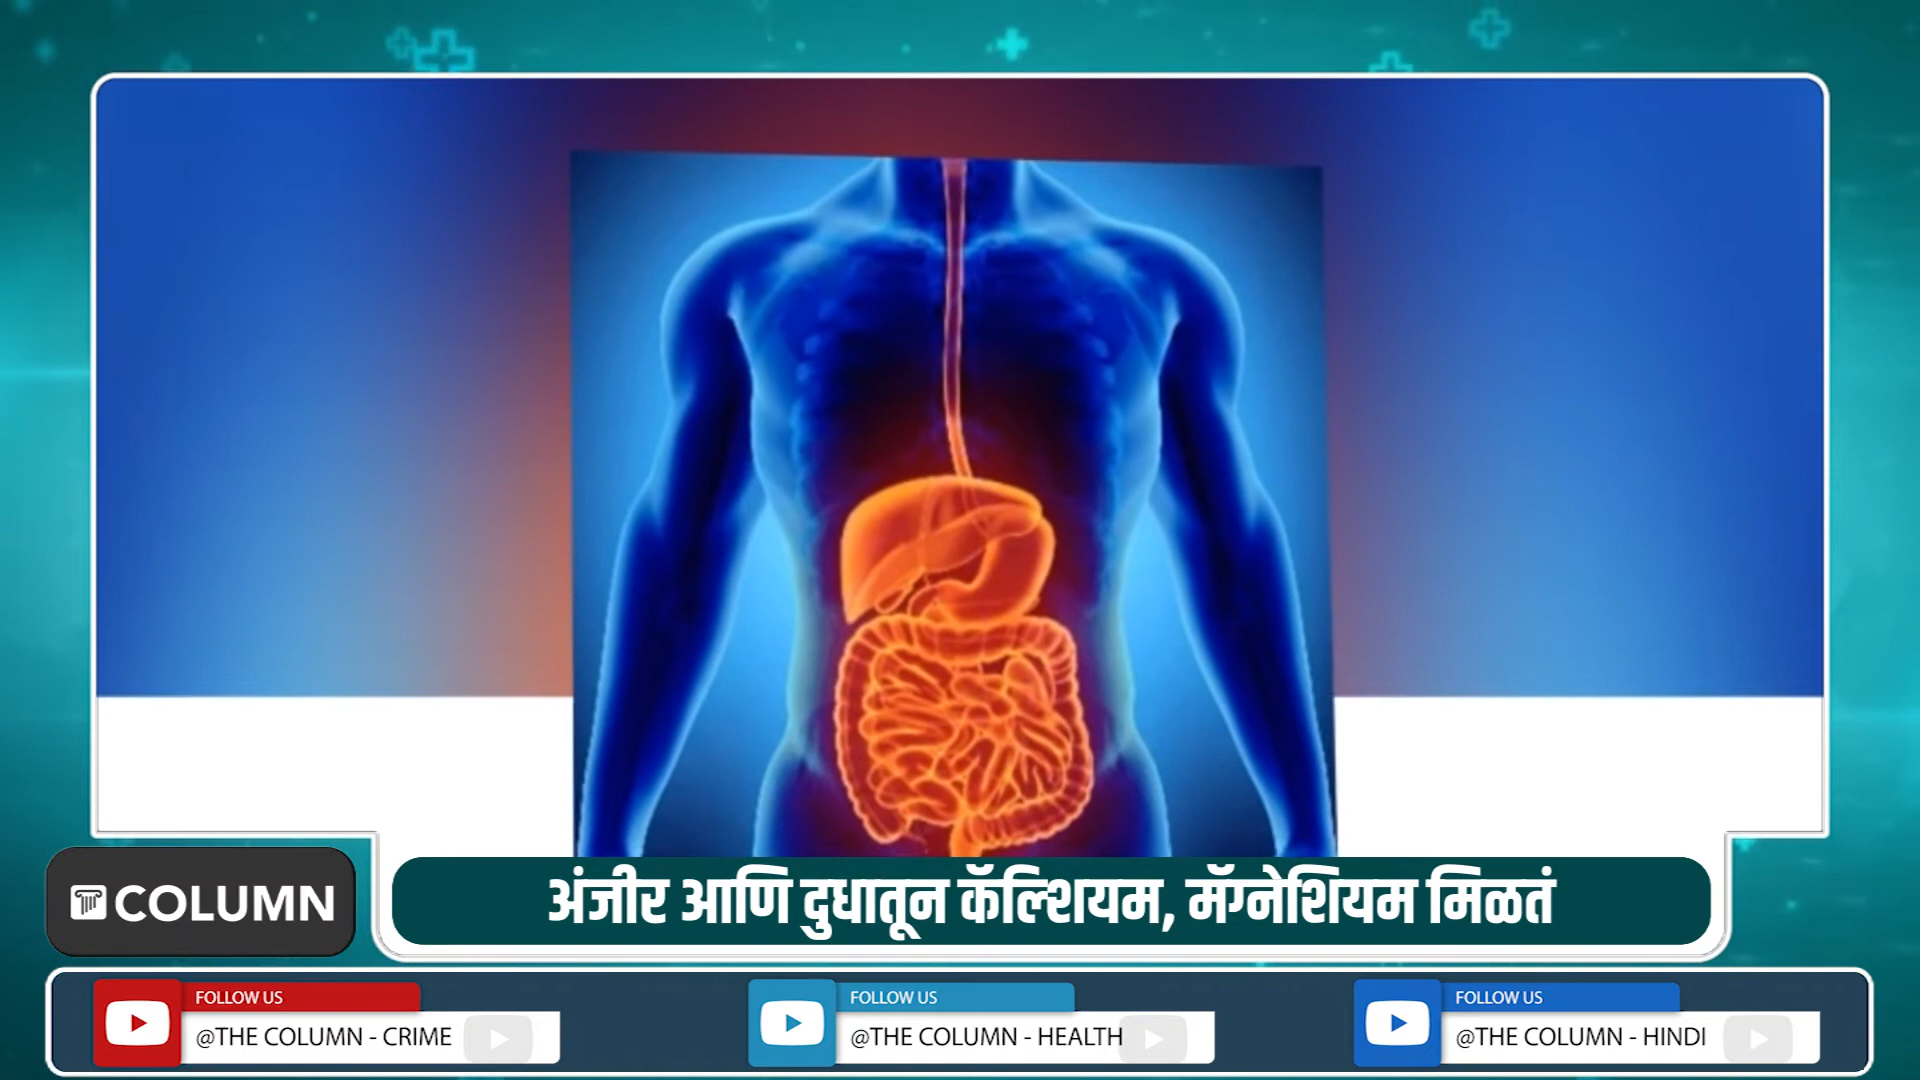 अंजीर आणि दुधातून कॅल्शियम, मॅग्नेशियम मिळतं
COLUMN
FOLLOW US
@THE COLUMN - CRIME
FOLLOW US
@THE COLUMN - HEALTH
FOLLOW US
@THE COLUMN - HINDI